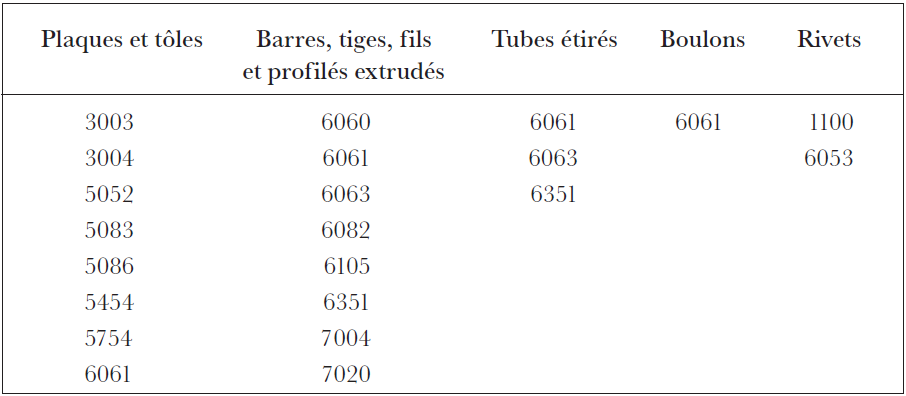 Plaques et tôles Barres, tiges, fils et profilés extrudés Tubes étirés Boulons Rivets
3003 6060 6061 6061 1100
3004 6061 6063 6053
5052 6063 6351
5083 6082
5086 6105
5454 6351
5754 7004
6061 7020